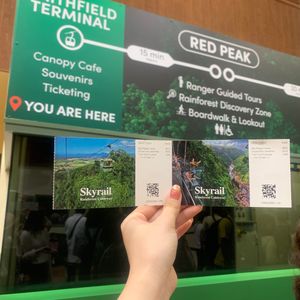 ITHFIELD
TERMINAL
Canopy Cafe
Souvenirs
Ticketing
YOU ARE HERE
15 min
RED PEAK
Ranger Guided Tours
Rainforest Discovery Zone
Boardwalk & Lookout
Skyrail
Rainforest Cableway
Skyrail
Rainforest Cableway